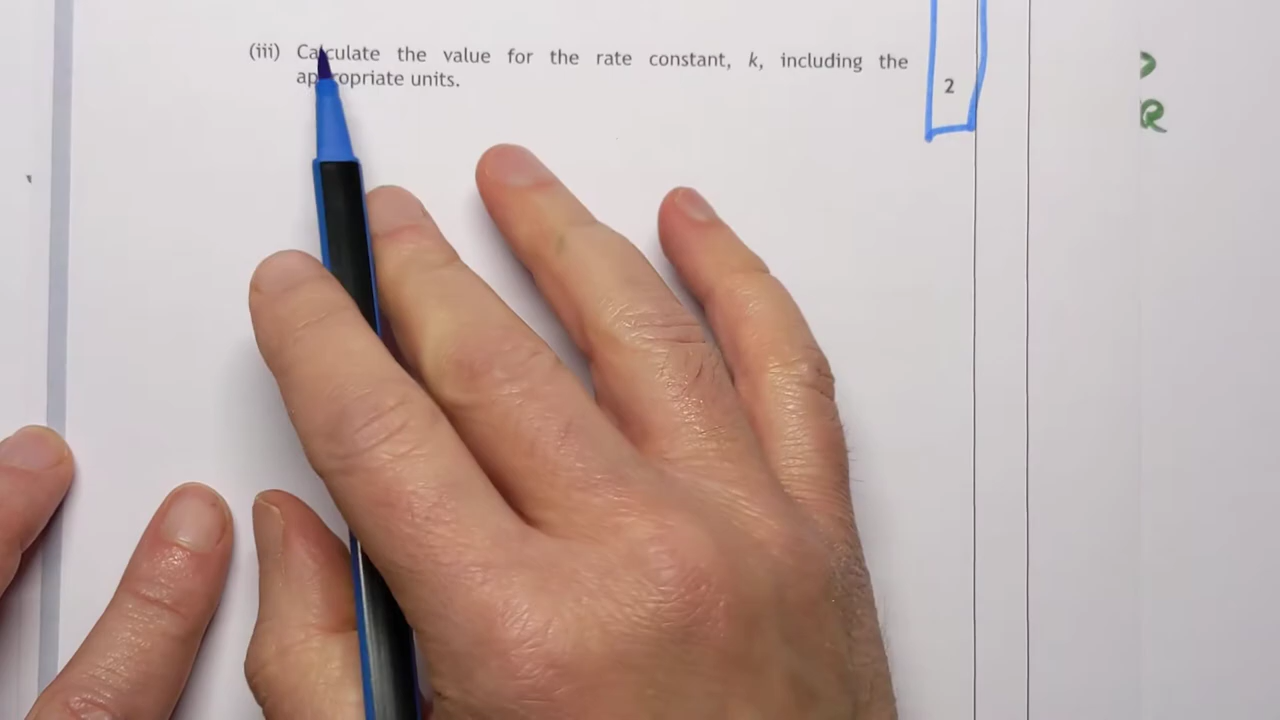 (iii) Calculate the value for the rate constant, k, including the
appropriate units.
2
R